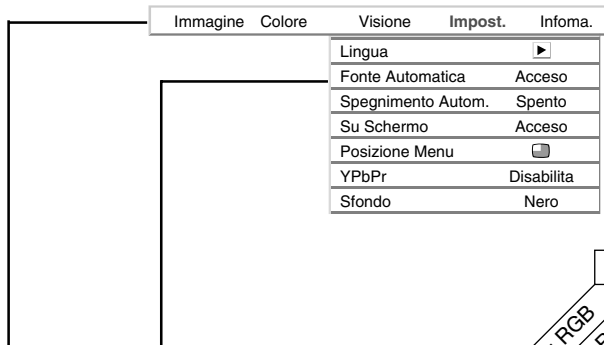 Immagine Colore Visione Impost. Infoma.
Lingua
Fonte Automatica Acceso
Spegnimento Autom. Spento
Su Schermo Acceso
Posizione Menu
YPbPr Disabilita
Sfondo Nero
RGB